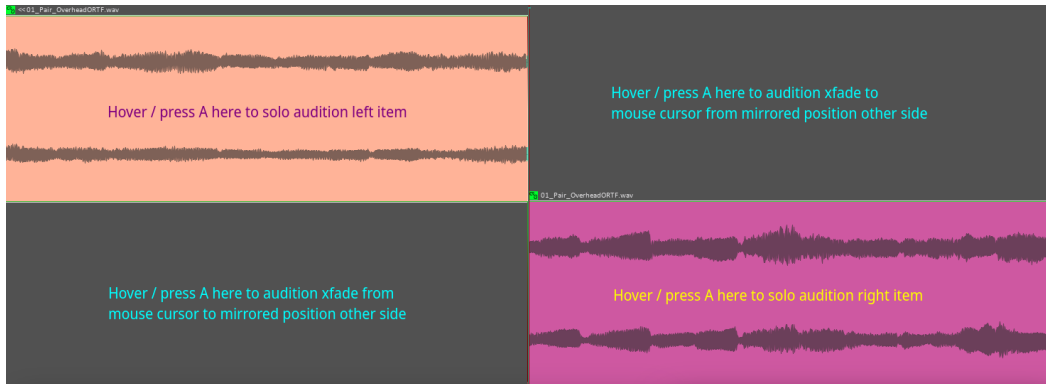 <<01_Pair_OverheadORTF.wav
Hover / press A here to solo audition left item
Hover / press A here to audition xfade to
mouse cursor from mirrored position other side
01_Pair_OverheadORTF.wav
Hover / press A here to audition xfade from
mouse cursor to mirrored position other side
Hover / press A here to solo audition right item